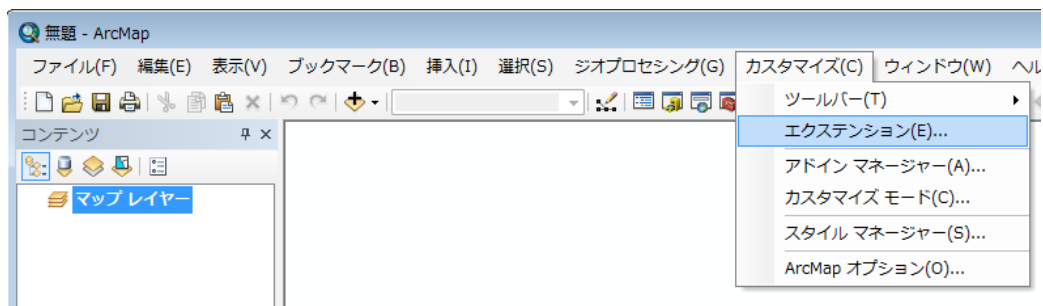 無題 - ArcMap
ファイル(F) 編集(E) 表示(V) ブックマーク(B) 挿入(I) 選択(S) ジオプロセシング(G) カスタマイズ(C) ウィンドウ(W) ヘル
ツールバー(T)
コンテンツ
エクステンション(E)...
アドイン マネージャー(A)...
マップ レイヤー
カスタマイズ モード(C)...
スタイル マネージャー(S)...
ArcMap オプション(O)...